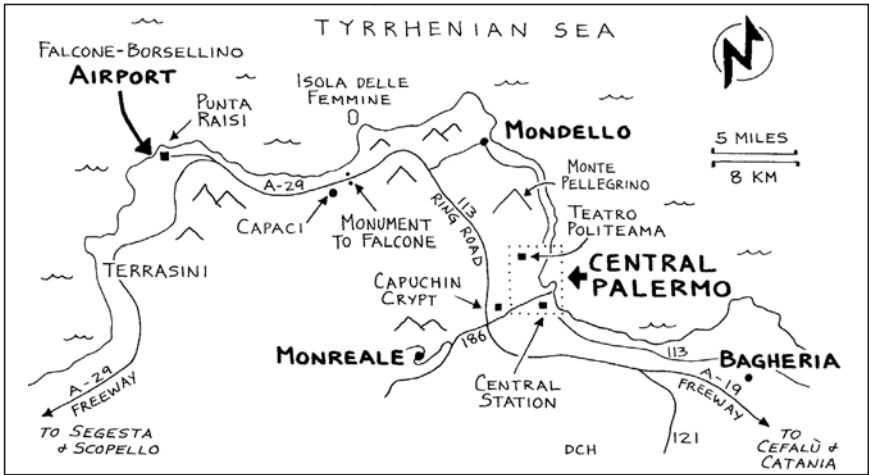 TYRRHENIAN SEA
FALCONE-BORSELLINO
AIRPORT
PUNTA
RAISI
ISOLA DELLE
FEMMINE
N
MONDELLO
5 MILES
8 KM
A-29
113
RING ROAD
MONTE
PELLEGRINO
CAPACI
MONUMENT
TO FALCONE
TEATRO
POLITEAMA
TERRASINI
CAPUCHIN
CRYPT
CENTRAL
PALERMO
MONREALE
186
113
BAGHERIA
A-29
FREEWAY
CENTRAL
STATION
A-19
FREEWAY
TO SEGESTA
& SCOPELLO
DCH
121
TO
CEFALÙ &
CATANIA